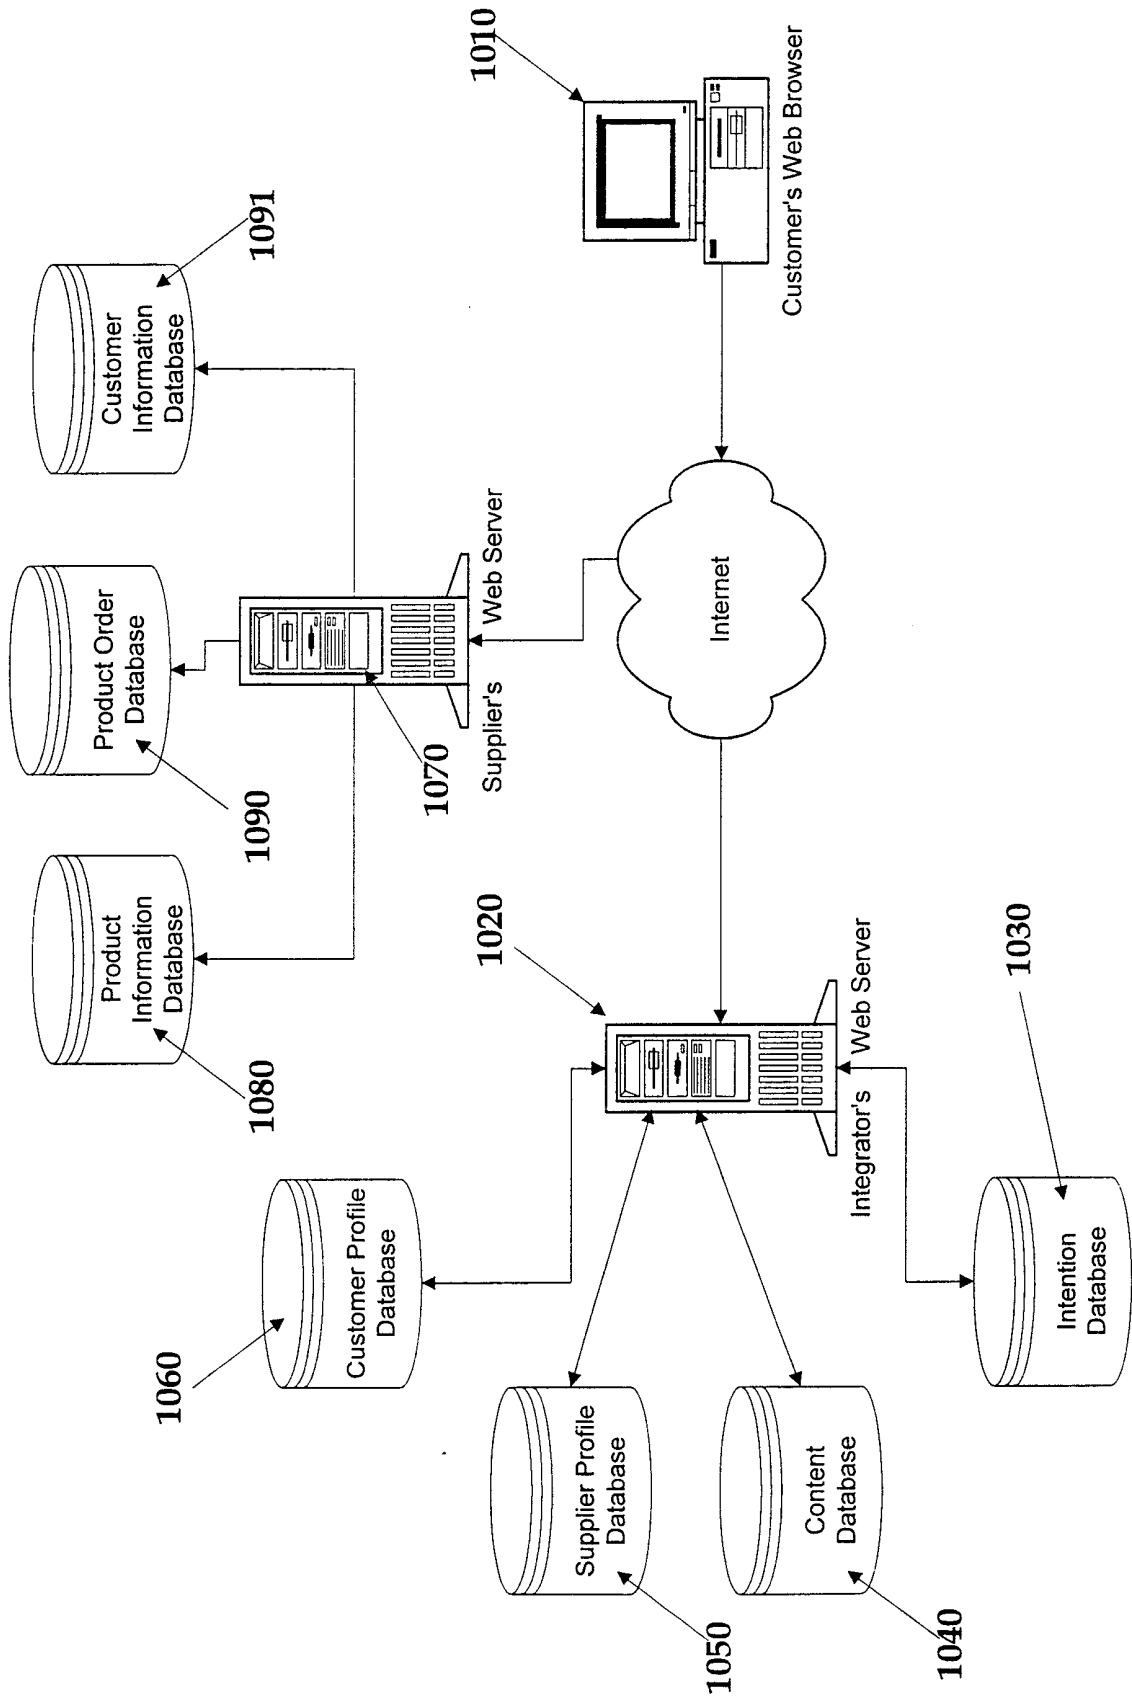 1060
Customer Profile
Database
1050
Supplier Profile
Database
1040
Content
Database
1030
Intention
Database
1020
Integrator's Web Server
1080
Product
Information
Database
1090
Product Order
Database
1091
Customer
Information
Database
1070
Supplier's Web Server
Internet
1010
Customer's Web Browser